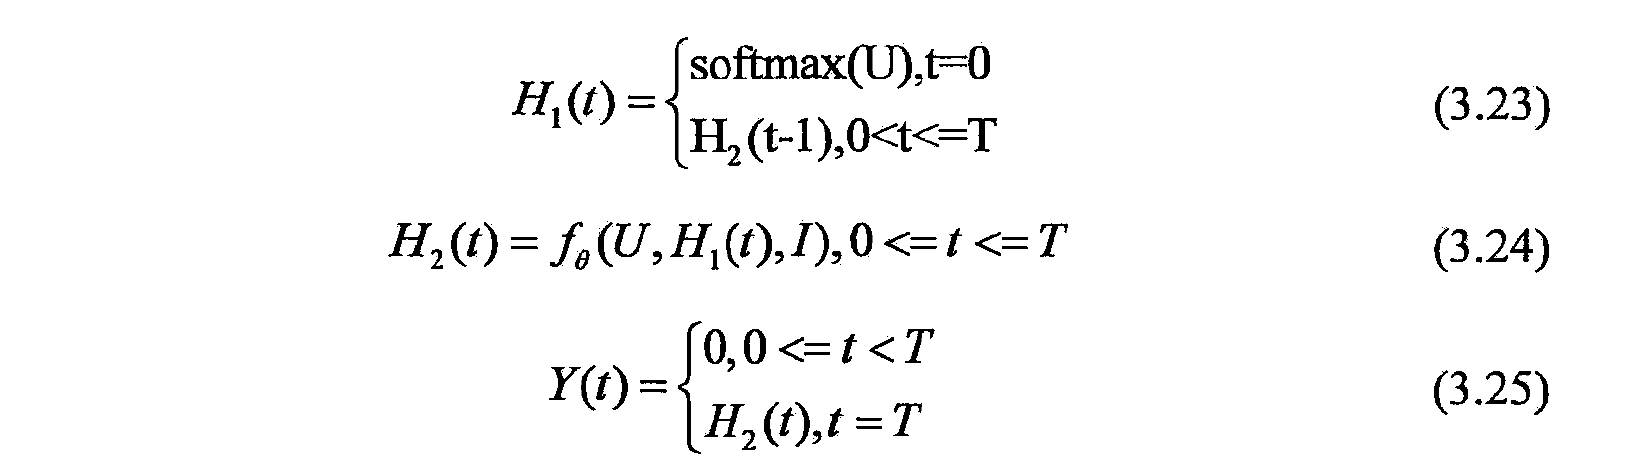 H₁(t) = { softmax(U),t=0
H₂(t-1),0<t<=T (3.23)
H₂(t) = f_θ(U,H₁(t),I),0 <= t <= T (3.24)
Y(t) = { 0,0 <= t < T
H₂(t),t = T (3.25)